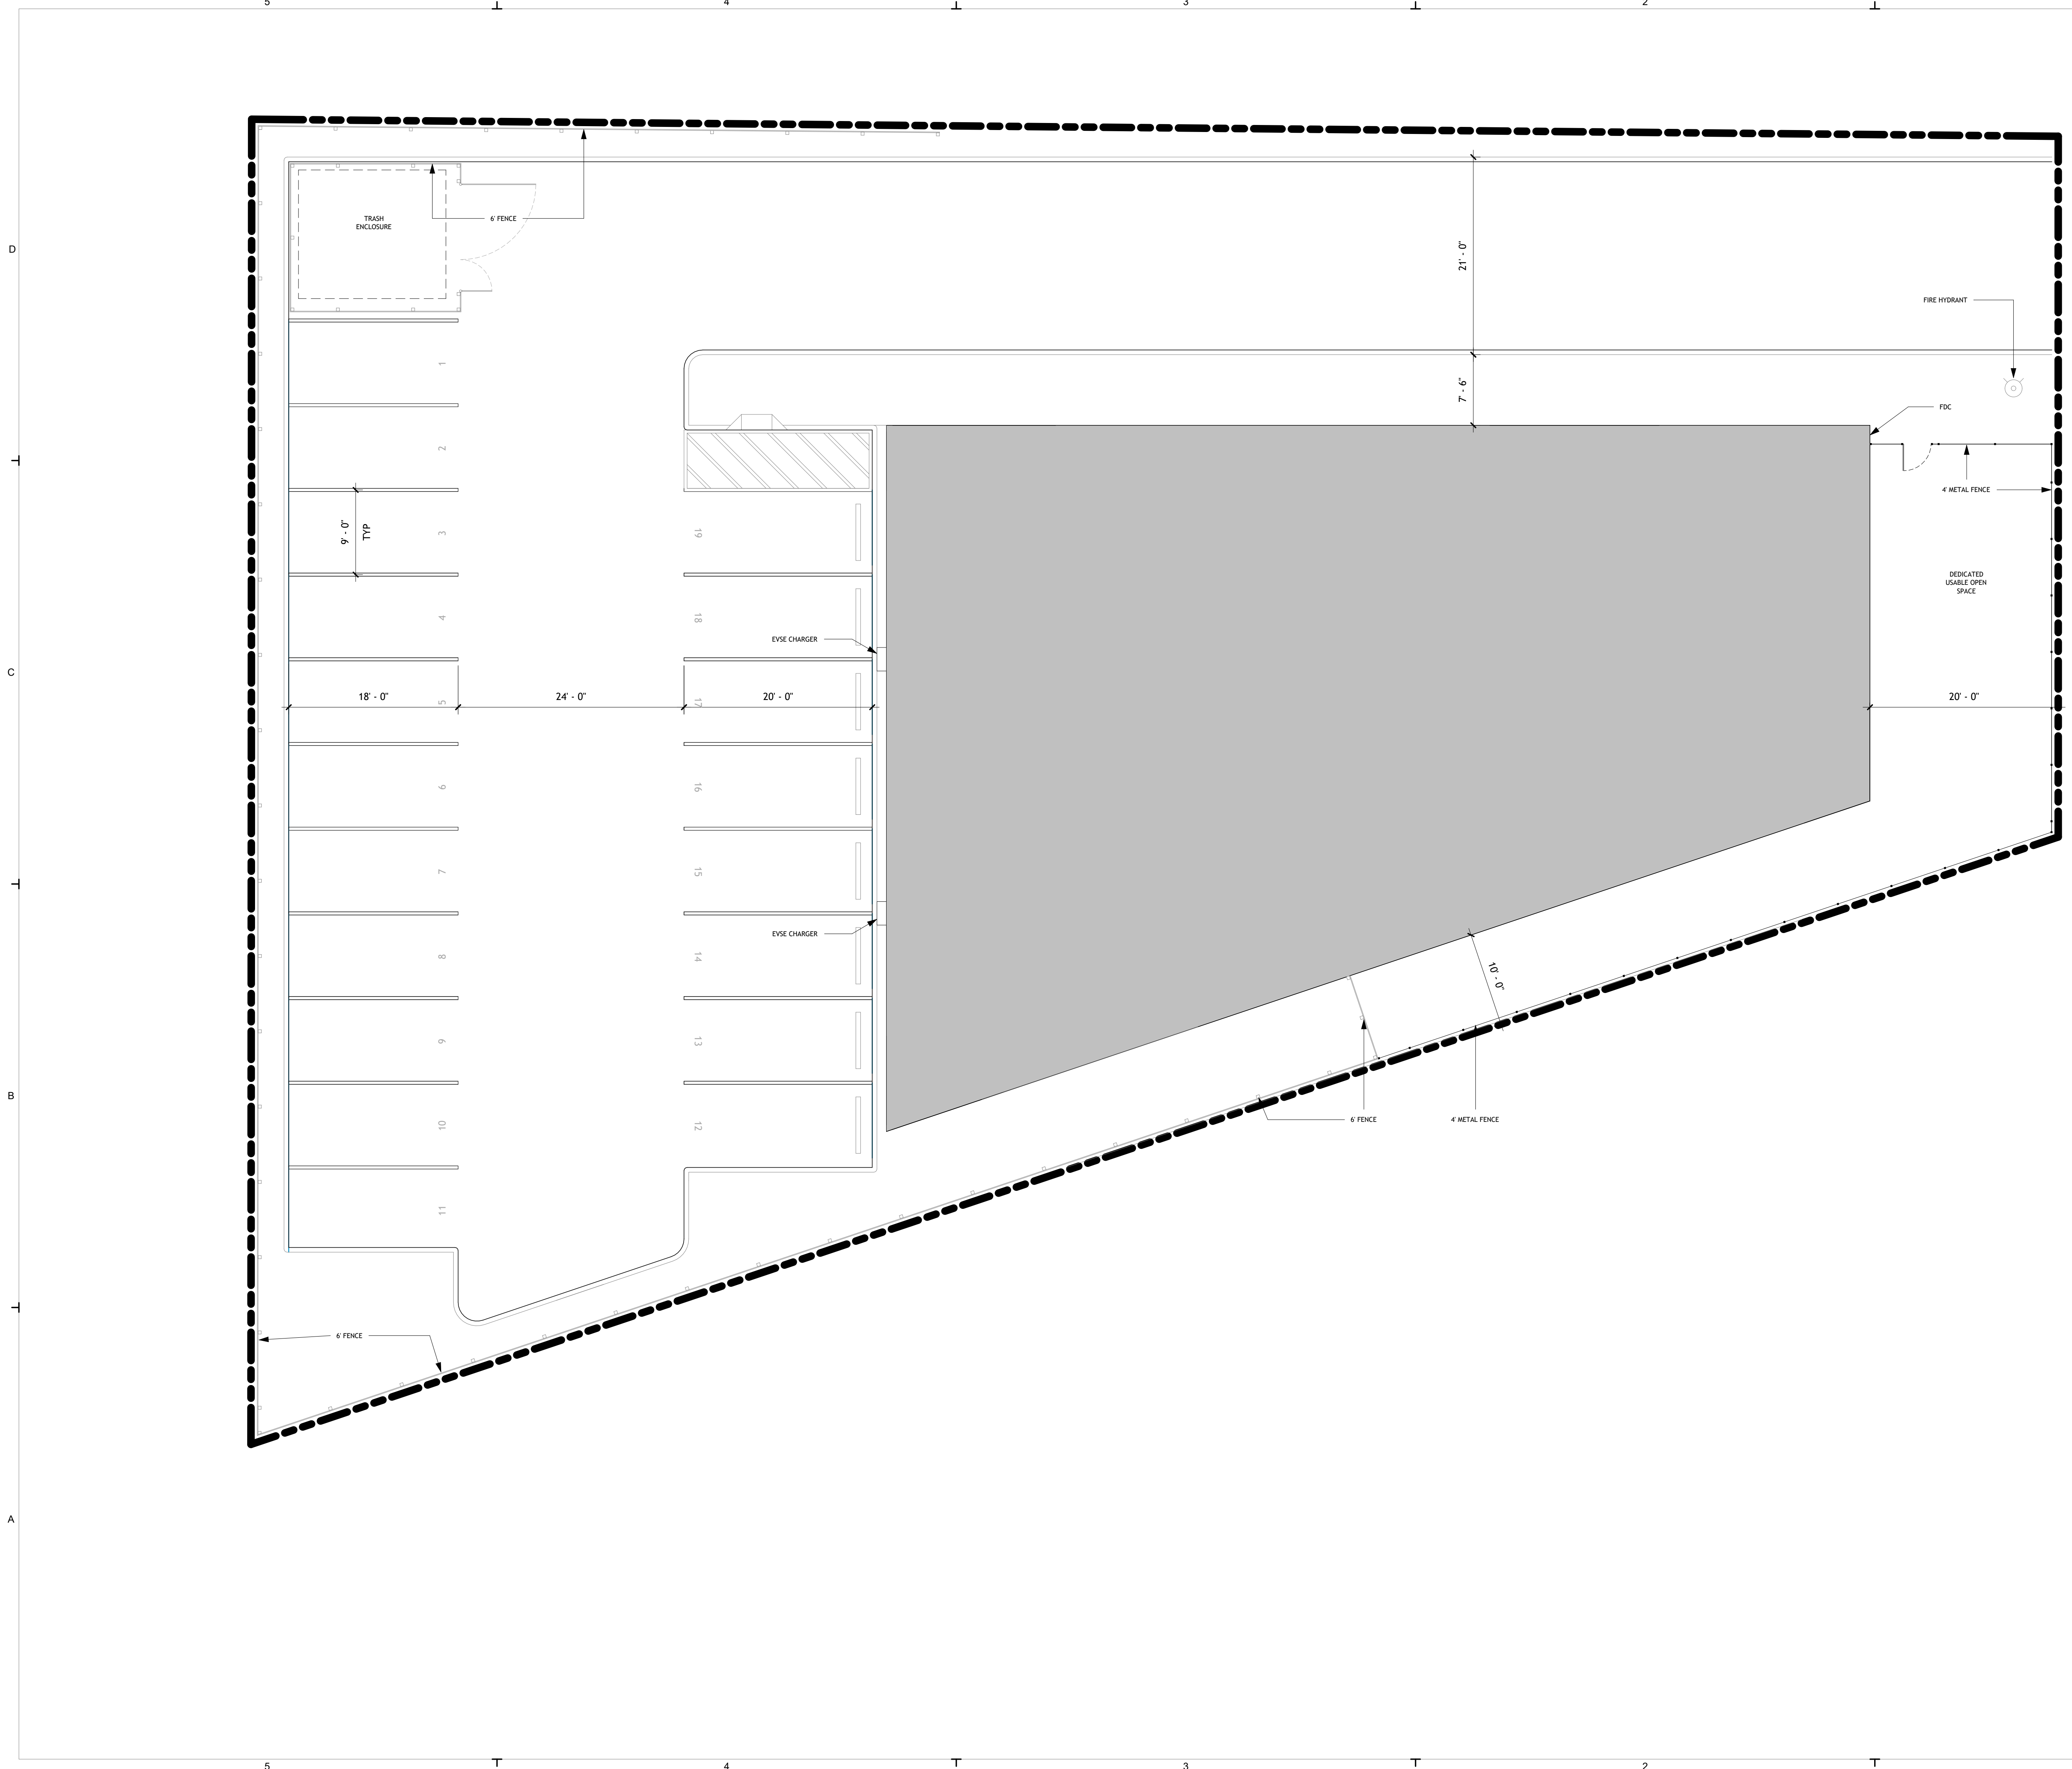 5 4 3 2
D
C
B
A
TRASH
ENCLOSURE
6' FENCE
21' - 0"
7' - 6"
FIRE HYDRANT
FDC
4' METAL FENCE
DEDICATED
USABLE OPEN
SPACE
1
2
3
4
5
6
7
8
9
10
11
9' - 0"
TYP
19
18
17
16
15
14
13
12
EVSE CHARGER
18' - 0"
24' - 0"
20' - 0"
20' - 0"
EVSE CHARGER
10' - 0"
6' FENCE
4' METAL FENCE
6' FENCE
5 4 3 2